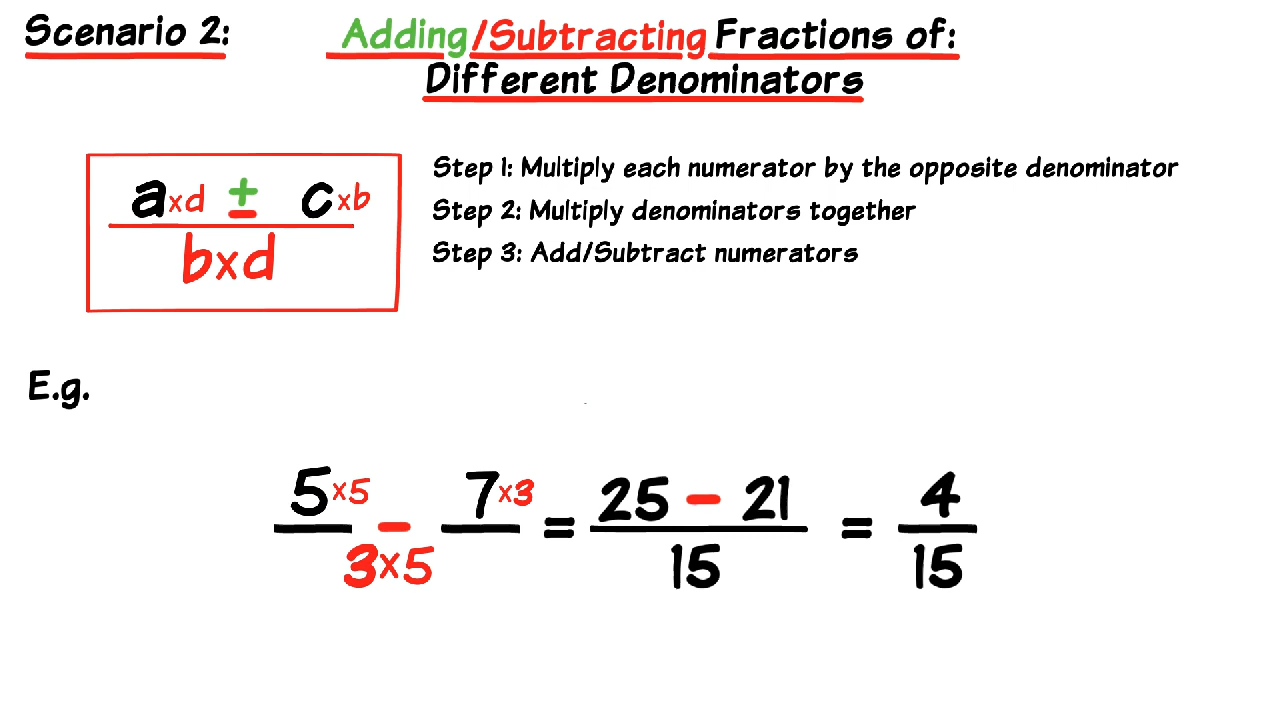 Scenario 2:
Adding/Subtracting Fractions of:
Different Denominators
a x d ± c x b
b x d
Step 1: Multiply each numerator by the opposite denominator
Step 2: Multiply denominators together
Step 3: Add/Subtract numerators
E.g.
5 x 5 - 7 x 3 = 25 - 21 = 4
3 x 5 15 15